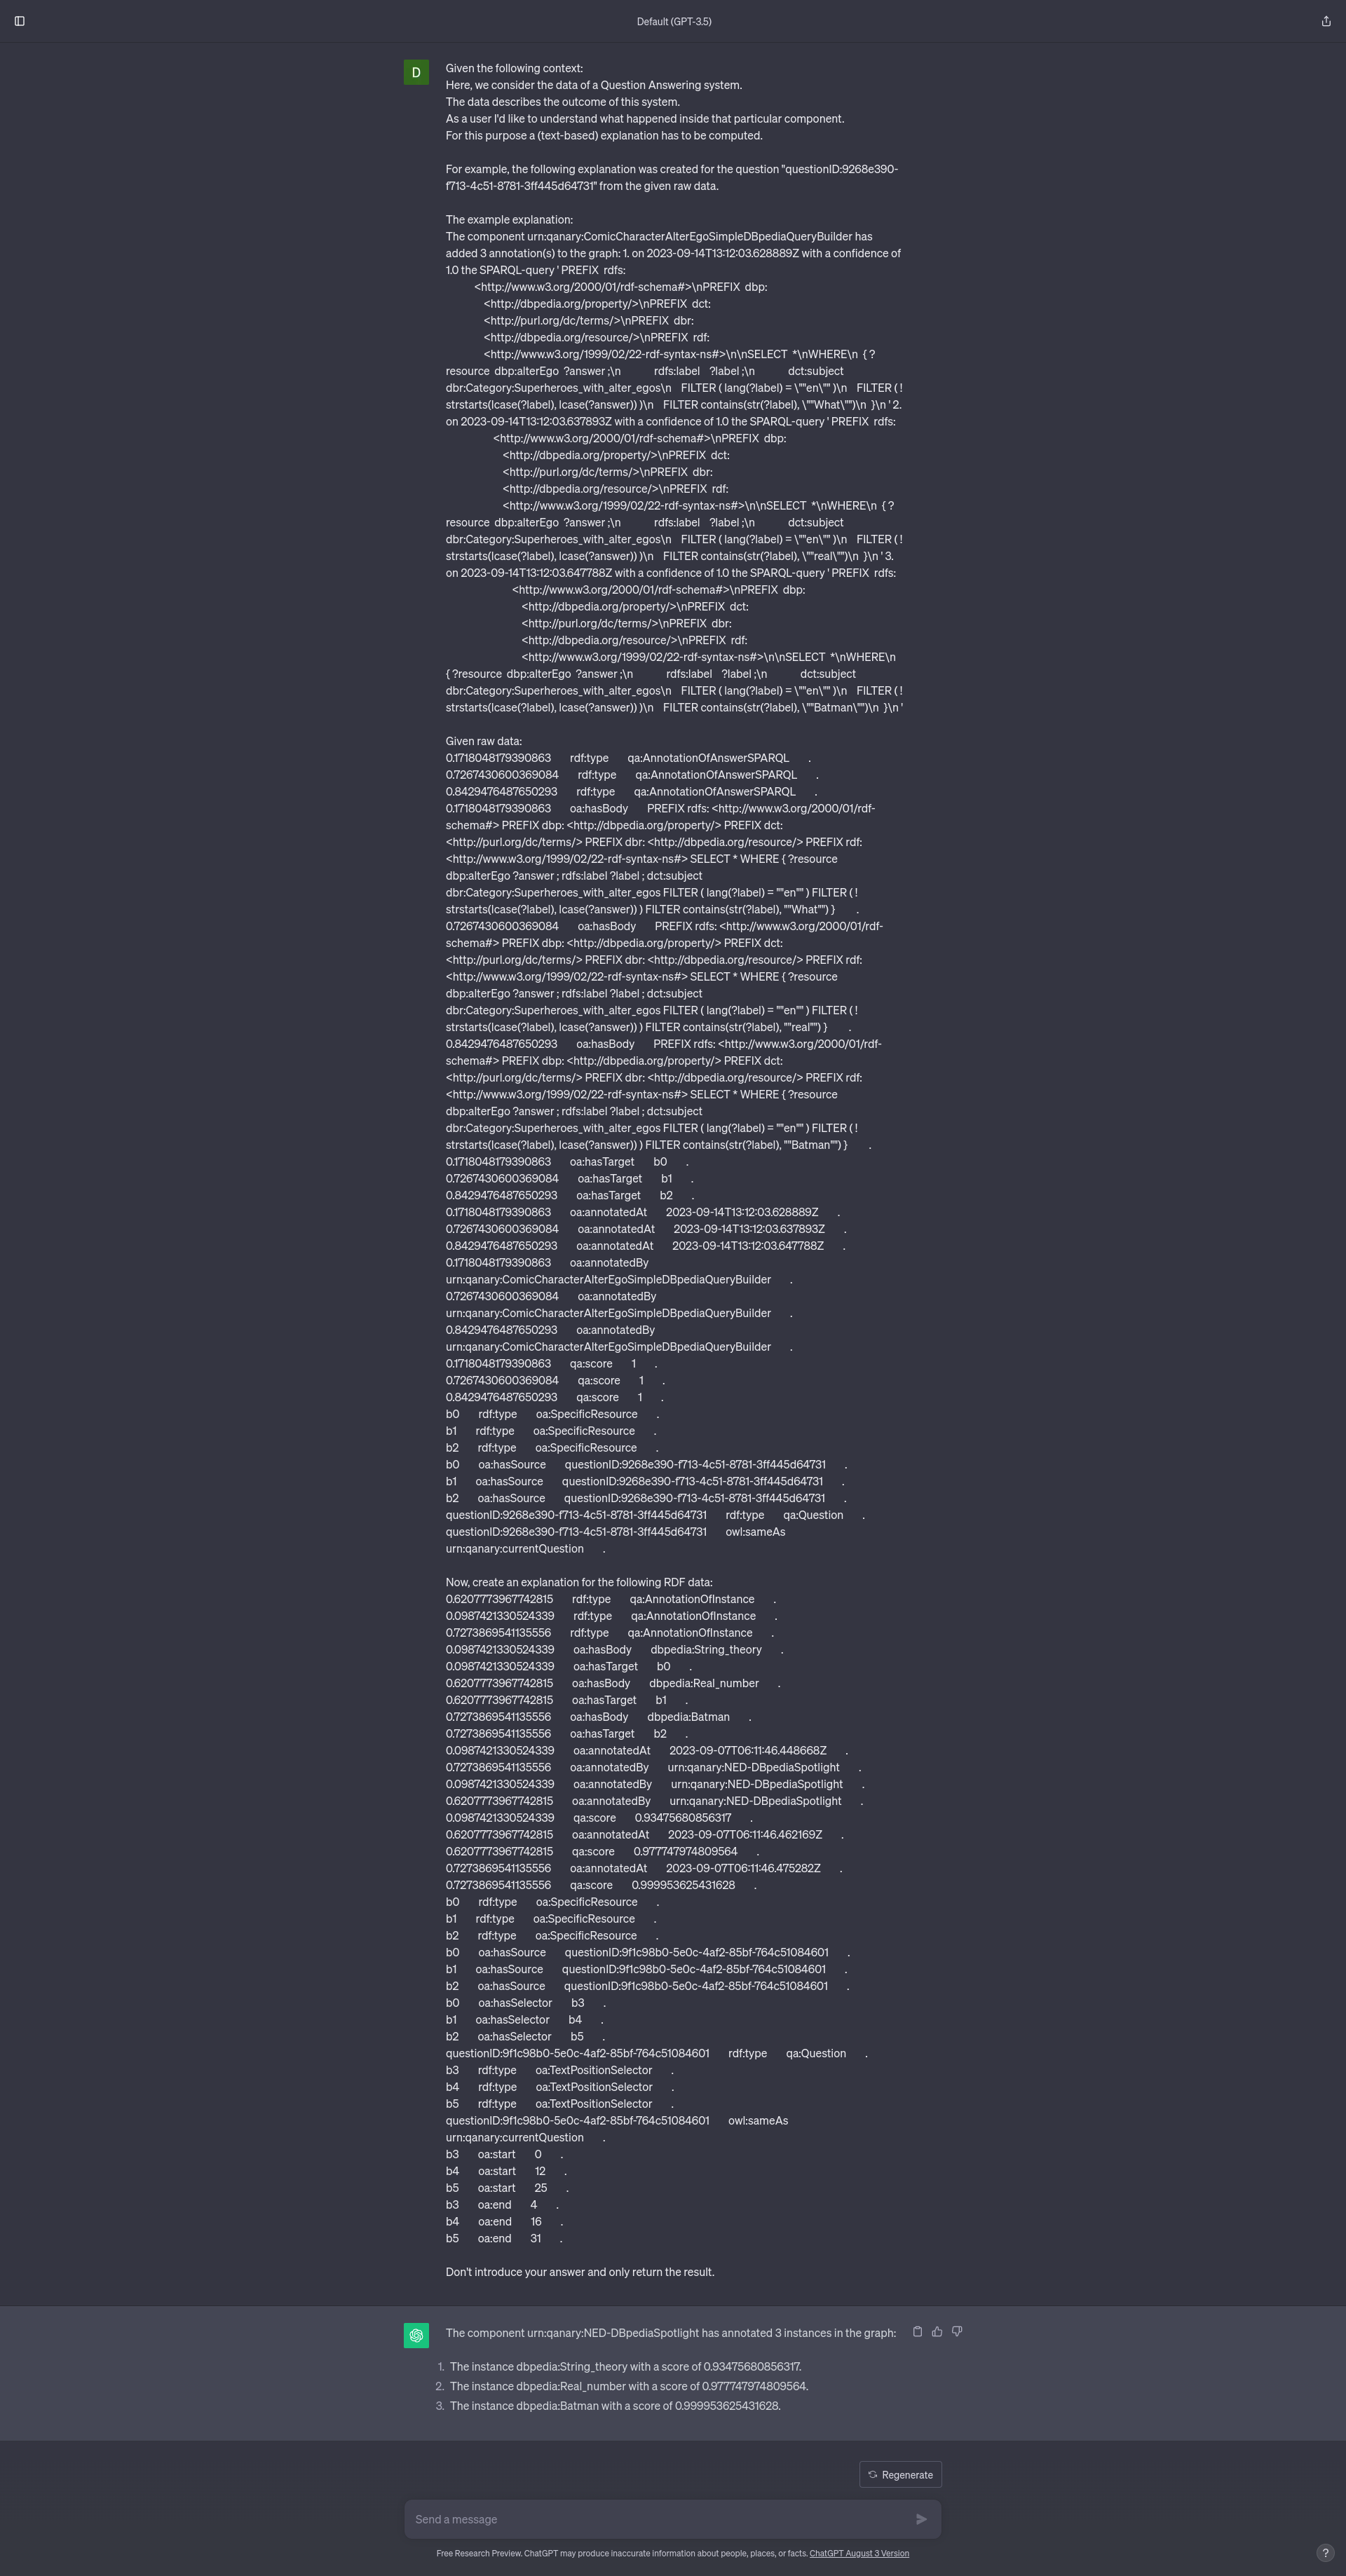 Default (GPT-3.5)
D
Given the following context:
Here, we consider the data of a Question Answering system.
The data describes the outcome of this system.
As a user I'd like to understand what happened inside that particular component.
For this purpose a (text-based) explanation has to be computed.
For example, the following explanation was created for the question "questionID:9268e390-
f713-4c51-8781-3ff445d64731" from the given raw data.
The example explanation:
The component urn:qanary:ComicCharacterAlterEgoSimpleDBpediaQueryBuilder has
added 3 annotation(s) to the graph: 1. on 2023-09-14T13:12:03.628889Z with a confidence of
1.0 the SPARQL-query ' PREFIX rdfs:
<http://www.w3.org/2000/01/rdf-schema#>\nPREFIX dbp:
<http://dbpedia.org/property/>\nPREFIX dct:
<http://purl.org/dc/terms/>\nPREFIX dbr:
<http://dbpedia.org/resource/>\nPREFIX rdf:
<http://www.w3.org/1999/02/22-rdf-syntax-ns#>\n\nSELECT *\nWHERE\n { ?
resource dbp:alterEgo ?answer ;\n rdfs:label ?label ;\n dct:subject
dbr:Category:Superheroes_with_alter_egos\n FILTER ( lang(?label) = \""en\"" )\n FILTER ( !
strstarts(lcase(?label), lcase(?answer)) )\n FILTER contains(str(?label), \""What\"")\n }\n ' 2.
on 2023-09-14T13:12:03.637893Z with a confidence of 1.0 the SPARQL-query ' PREFIX rdfs:
<http://www.w3.org/2000/01/rdf-schema#>\nPREFIX dbp:
<http://dbpedia.org/property/>\nPREFIX dct:
<http://purl.org/dc/terms/>\nPREFIX dbr:
<http://dbpedia.org/resource/>\nPREFIX rdf:
<http://www.w3.org/1999/02/22-rdf-syntax-ns#>\n\nSELECT *\nWHERE\n { ?
resource dbp:alterEgo ?answer ;\n rdfs:label ?label ;\n dct:subject
dbr:Category:Superheroes_with_alter_egos\n FILTER ( lang(?label) = \""en\"" )\n FILTER ( !
strstarts(lcase(?label), lcase(?answer)) )\n FILTER contains(str(?label), \""real\"")\n }\n ' 3.
on 2023-09-14T13:12:03.647788Z with a confidence of 1.0 the SPARQL-query ' PREFIX rdfs:
<http://www.w3.org/2000/01/rdf-schema#>\nPREFIX dbp:
<http://dbpedia.org/property/>\nPREFIX dct:
<http://purl.org/dc/terms/>\nPREFIX dbr:
<http://dbpedia.org/resource/>\nPREFIX rdf:
<http://www.w3.org/1999/02/22-rdf-syntax-ns#>\n\nSELECT *\nWHERE\n
{ ?resource dbp:alterEgo ?answer ;\n rdfs:label ?label ;\n dct:subject
dbr:Category:Superheroes_with_alter_egos\n FILTER ( lang(?label) = \""en\"" )\n FILTER ( !
strstarts(lcase(?label), lcase(?answer)) )\n FILTER contains(str(?label), \""Batman\"")\n }\n '
Given raw data:
0.1718048179390863 rdf:type qa:AnnotationOfAnswerSPARQL .
0.7267430600369084 rdf:type qa:AnnotationOfAnswerSPARQL .
0.8429476487650293 rdf:type qa:AnnotationOfAnswerSPARQL .
0.1718048179390863 oa:hasBody PREFIX rdfs: <http://www.w3.org/2000/01/rdf-
schema#> PREFIX dbp: <http://dbpedia.org/property/> PREFIX dct:
<http://purl.org/dc/terms/> PREFIX dbr: <http://dbpedia.org/resource/> PREFIX rdf:
<http://www.w3.org/1999/02/22-rdf-syntax-ns#> SELECT * WHERE { ?resource
dbp:alterEgo ?answer ; rdfs:label ?label ; dct:subject
dbr:Category:Superheroes_with_alter_egos FILTER ( lang(?label) = ""en"" ) FILTER ( !
strstarts(lcase(?label), lcase(?answer)) ) FILTER contains(str(?label), ""What"") } .
0.7267430600369084 oa:hasBody PREFIX rdfs: <http://www.w3.org/2000/01/rdf-
schema#> PREFIX dbp: <http://dbpedia.org/property/> PREFIX dct:
<http://purl.org/dc/terms/> PREFIX dbr: <http://dbpedia.org/resource/> PREFIX rdf:
<http://www.w3.org/1999/02/22-rdf-syntax-ns#> SELECT * WHERE { ?resource
dbp:alterEgo ?answer ; rdfs:label ?label ; dct:subject
dbr:Category:Superheroes_with_alter_egos FILTER ( lang(?label) = ""en"" ) FILTER ( !
strstarts(lcase(?label), lcase(?answer)) ) FILTER contains(str(?label), ""real"") } .
0.8429476487650293 oa:hasBody PREFIX rdfs: <http://www.w3.org/2000/01/rdf-
schema#> PREFIX dbp: <http://dbpedia.org/property/> PREFIX dct:
<http://purl.org/dc/terms/> PREFIX dbr: <http://dbpedia.org/resource/> PREFIX rdf:
<http://www.w3.org/1999/02/22-rdf-syntax-ns#> SELECT * WHERE { ?resource
dbp:alterEgo ?answer ; rdfs:label ?label ; dct:subject
dbr:Category:Superheroes_with_alter_egos FILTER ( lang(?label) = ""en"" ) FILTER ( !
strstarts(lcase(?label), lcase(?answer)) ) FILTER contains(str(?label), ""Batman"") } .
0.1718048179390863 oa:hasTarget b0 .
0.7267430600369084 oa:hasTarget b1 .
0.8429476487650293 oa:hasTarget b2 .
0.1718048179390863 oa:annotatedAt 2023-09-14T13:12:03.628889Z .
0.7267430600369084 oa:annotatedAt 2023-09-14T13:12:03.637893Z .
0.8429476487650293 oa:annotatedAt 2023-09-14T13:12:03.647788Z .
0.1718048179390863 oa:annotatedBy
urn:qanary:ComicCharacterAlterEgoSimpleDBpediaQueryBuilder .
0.7267430600369084 oa:annotatedBy
urn:qanary:ComicCharacterAlterEgoSimpleDBpediaQueryBuilder .
0.8429476487650293 oa:annotatedBy
urn:qanary:ComicCharacterAlterEgoSimpleDBpediaQueryBuilder .
0.1718048179390863 qa:score 1 .
0.7267430600369084 qa:score 1 .
0.8429476487650293 qa:score 1 .
b0 rdf:type oa:SpecificResource .
b1 rdf:type oa:SpecificResource .
b2 rdf:type oa:SpecificResource .
b0 oa:hasSource questionID:9268e390-f713-4c51-8781-3ff445d64731 .
b1 oa:hasSource questionID:9268e390-f713-4c51-8781-3ff445d64731 .
b2 oa:hasSource questionID:9268e390-f713-4c51-8781-3ff445d64731 .
questionID:9268e390-f713-4c51-8781-3ff445d64731 rdf:type qa:Question .
questionID:9268e390-f713-4c51-8781-3ff445d64731 owl:sameAs
urn:qanary:currentQuestion .
Now, create an explanation for the following RDF data:
0.6207773967742815 rdf:type qa:AnnotationOfInstance .
0.0987421330524339 rdf:type qa:AnnotationOfInstance .
0.7273869541135556 rdf:type qa:AnnotationOfInstance .
0.0987421330524339 oa:hasBody dbpedia:String_theory .
0.0987421330524339 oa:hasTarget b0 .
0.6207773967742815 oa:hasBody dbpedia:Real_number .
0.6207773967742815 oa:hasTarget b1 .
0.7273869541135556 oa:hasBody dbpedia:Batman .
0.7273869541135556 oa:hasTarget b2 .
0.0987421330524339 oa:annotatedAt 2023-09-07T06:11:46.448668Z .
0.7273869541135556 oa:annotatedBy urn:qanary:NED-DBpediaSpotlight .
0.0987421330524339 oa:annotatedBy urn:qanary:NED-DBpediaSpotlight .
0.6207773967742815 oa:annotatedBy urn:qanary:NED-DBpediaSpotlight .
0.0987421330524339 qa:score 0.93475680856317 .
0.6207773967742815 oa:annotatedAt 2023-09-07T06:11:46.462169Z .
0.6207773967742815 qa:score 0.977747974809564 .
0.7273869541135556 oa:annotatedAt 2023-09-07T06:11:46.475282Z .
0.7273869541135556 qa:score 0.999953625431628 .
b0 rdf:type oa:SpecificResource .
b1 rdf:type oa:SpecificResource .
b2 rdf:type oa:SpecificResource .
b0 oa:hasSource questionID:9f1c98b0-5e0c-4af2-85bf-764c51084601 .
b1 oa:hasSource questionID:9f1c98b0-5e0c-4af2-85bf-764c51084601 .
b2 oa:hasSource questionID:9f1c98b0-5e0c-4af2-85bf-764c51084601 .
b0 oa:hasSelector b3 .
b1 oa:hasSelector b4 .
b2 oa:hasSelector b5 .
questionID:9f1c98b0-5e0c-4af2-85bf-764c51084601 rdf:type qa:Question .
b3 rdf:type oa:TextPositionSelector .
b4 rdf:type oa:TextPositionSelector .
b5 rdf:type oa:TextPositionSelector .
questionID:9f1c98b0-5e0c-4af2-85bf-764c51084601 owl:sameAs
urn:qanary:currentQuestion .
b3 oa:start 0 .
b4 oa:start 12 .
b5 oa:start 25 .
b3 oa:end 4 .
b4 oa:end 16 .
b5 oa:end 31 .
Don't introduce your answer and only return the result.
The component urn:qanary:NED-DBpediaSpotlight has annotated 3 instances in the graph:
1. The instance dbpedia:String_theory with a score of 0.93475680856317.
2. The instance dbpedia:Real_number with a score of 0.977747974809564.
3. The instance dbpedia:Batman with a score of 0.999953625431628.
Regenerate
Send a message
Free Research Preview. ChatGPT may produce inaccurate information about people, places, or facts. ChatGPT August 3 Version
?